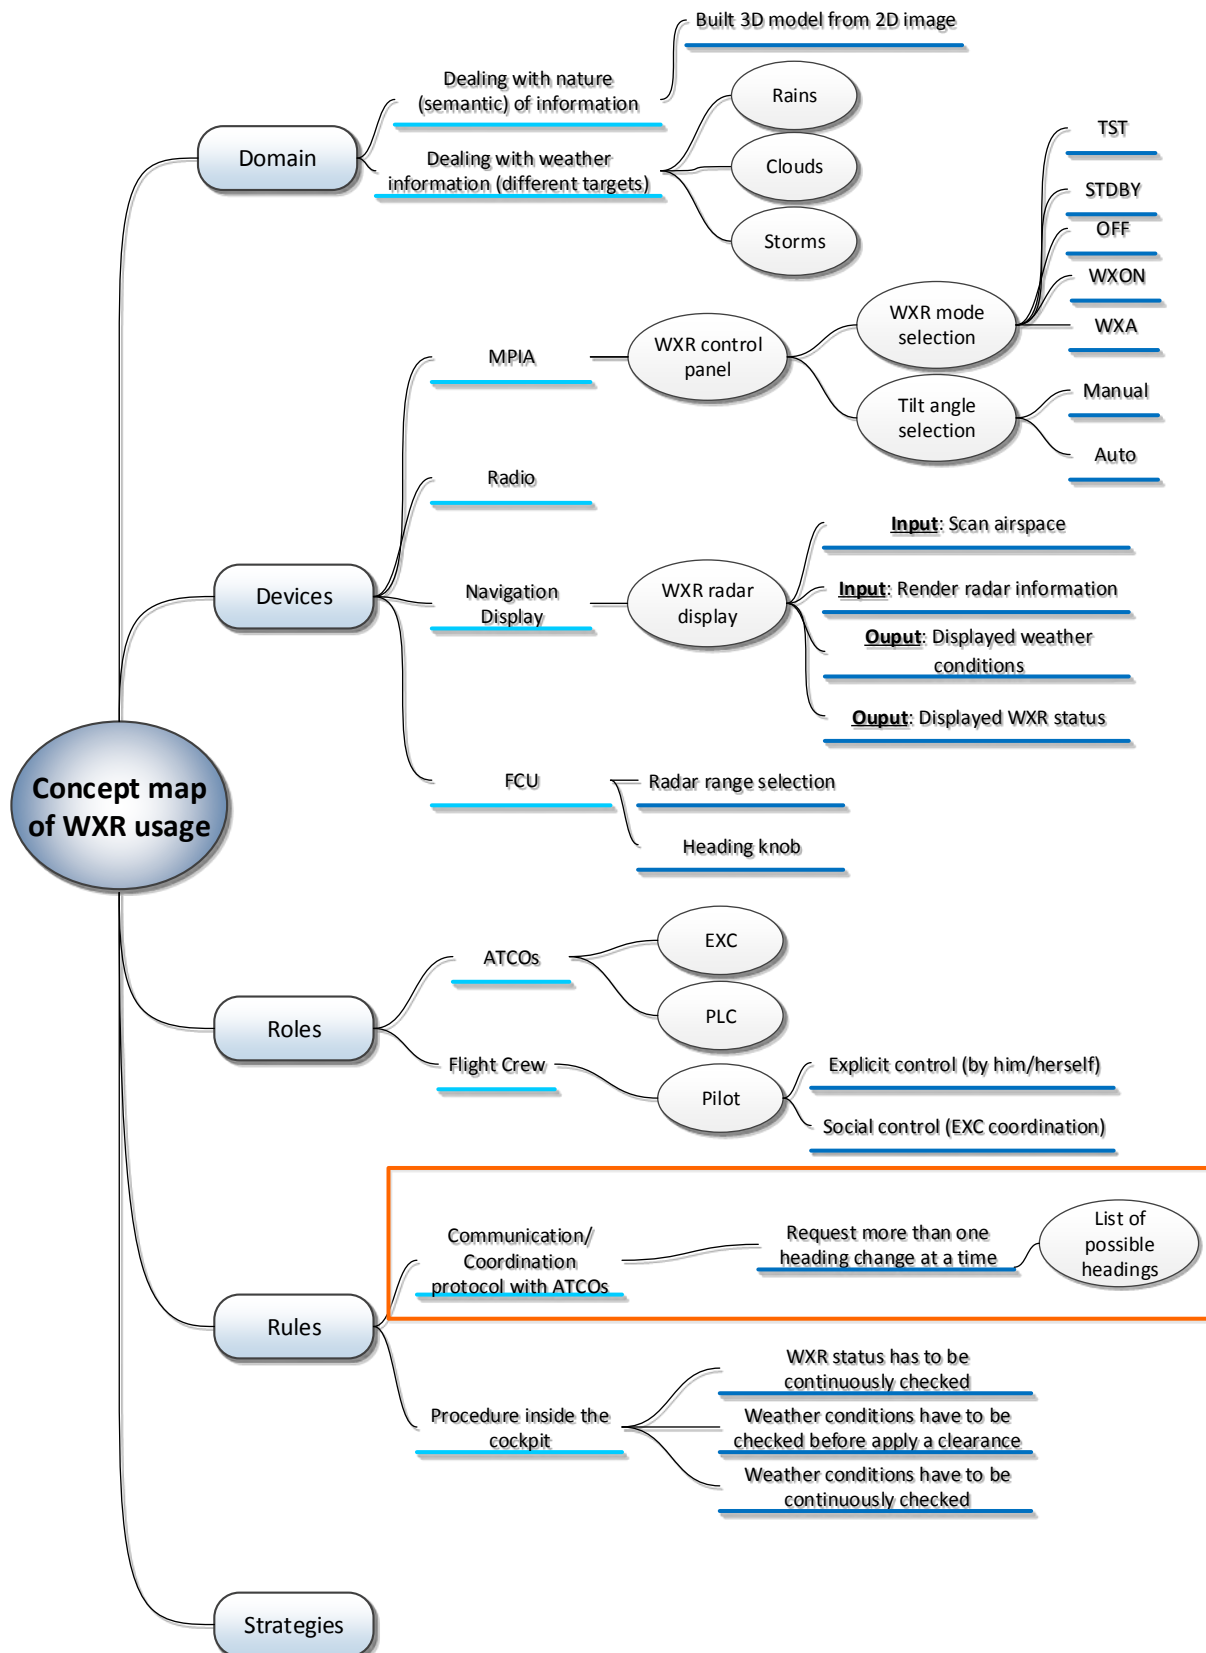 Concept map
of WXR usage
Domain
Dealing with nature
(semantic) of information
Built 3D model from 2D image
Dealing with weather
information (different targets)
Rains
Clouds
Storms
Devices
MPIA
WXR control
panel
WXR mode
selection
TST
STDBY
OFF
WXON
WXA
Tilt angle
selection
Manual
Auto
Radio
Navigation
Display
WXR radar
display
Input: Scan airspace
Input: Render radar information
Ouput: Displayed weather
conditions
Ouput: Displayed WXR status
FCU
Radar range selection
Heading knob
Roles
ATCOs
EXC
PLC
Flight Crew
Pilot
Explicit control (by him/herself)
Social control (EXC coordination)
Rules
Communication/
Coordination
protocol with ATCOs
Request more than one
heading change at a time
List of
possible
headings
Procedure inside the
cockpit
WXR status has to be
continuously checked
Weather conditions have to be
checked before apply a clearance
Weather conditions have to be
continuously checked
Strategies